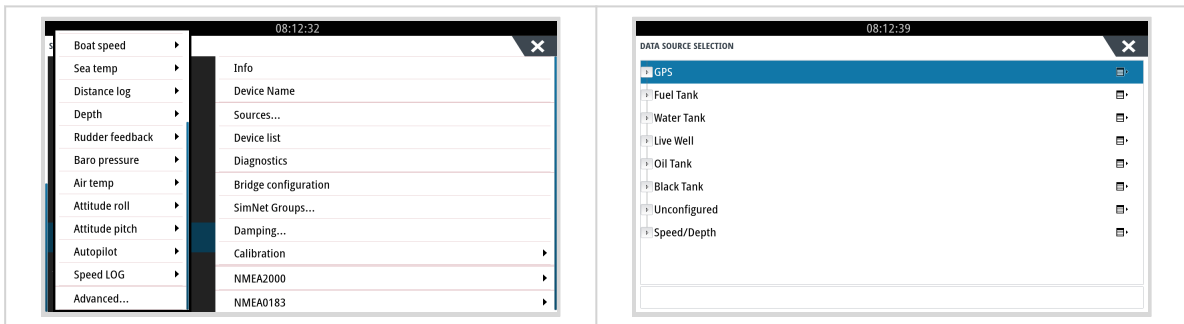 08:12:32
S
Boat speed
Sea temp
Distance log
Depth
Rudder feedback
Baro pressure
Air temp
Attitude roll
Attitude pitch
Autopilot
Speed LOG
Advanced...
Info
Device Name
Sources...
Device list
Diagnostics
Bridge configuration
SimNet Groups...
Damping...
Calibration
NMEA2000
NMEA0183
08:12:39
DATA SOURCE SELECTION
GPS
Fuel Tank
Water Tank
Live Well
Oil Tank
Black Tank
Unconfigured
Speed/Depth